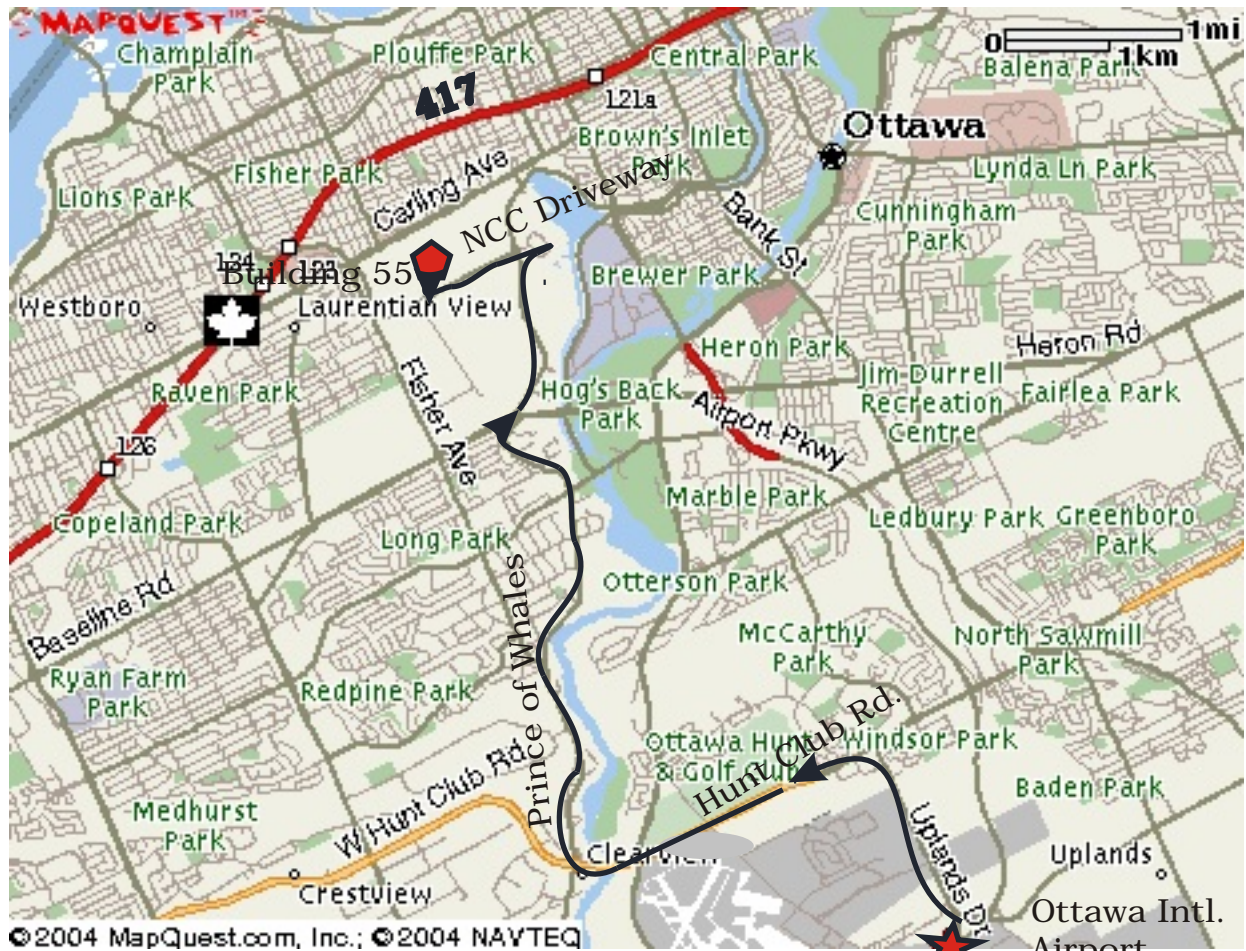 MAPQUEST™
Champlain
Park
Plouffe Park
Central Park
0
1mi
1km
Balena Park
417
121a
Ottawa
Brown's Inlet
Park
Lynda Ln Park
Fisher Park
Carling Ave
Lions Park
NCC Driveway
Bank St
Cunningham
Park
124
Building 55
Brewer Park
Westboro
Laurentian View
Heron Park
Heron Rd
Raven Park
Fisher Ave
Hog's Back
Park
Jim Durrell
Recreation
Centre
Fairlea Park
Airport Pkwy
126
Marble Park
Copeland Park
Long Park
Ledbury Park
Greenboro
Park
Baseline Rd
Otterson Park
Prince of Whales
McCarthy
Park
North Sawmill
Park
Ryan Farm
Park
Redpine Park
Ottawa Hunt
& Golf Club
Hunt Club Rd.
Windsor Park
Medhurst
Park
W Hunt Club Rd
Baden Park
Uplands Dr
Clearview
Uplands
Crestview
Ottawa Intl.
Airport
©2004 MapQuest.com, Inc.; ©2004 NAVTEQ